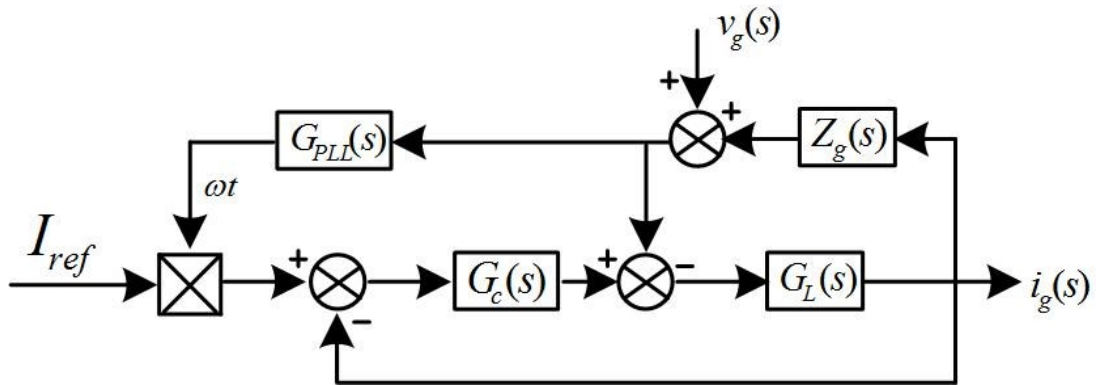 v_g(s)
+ +
G_PLL(s) Z_g(s)
ωt
I_ref + + −
G_c(s) G_L(s)
i_g(s)
−